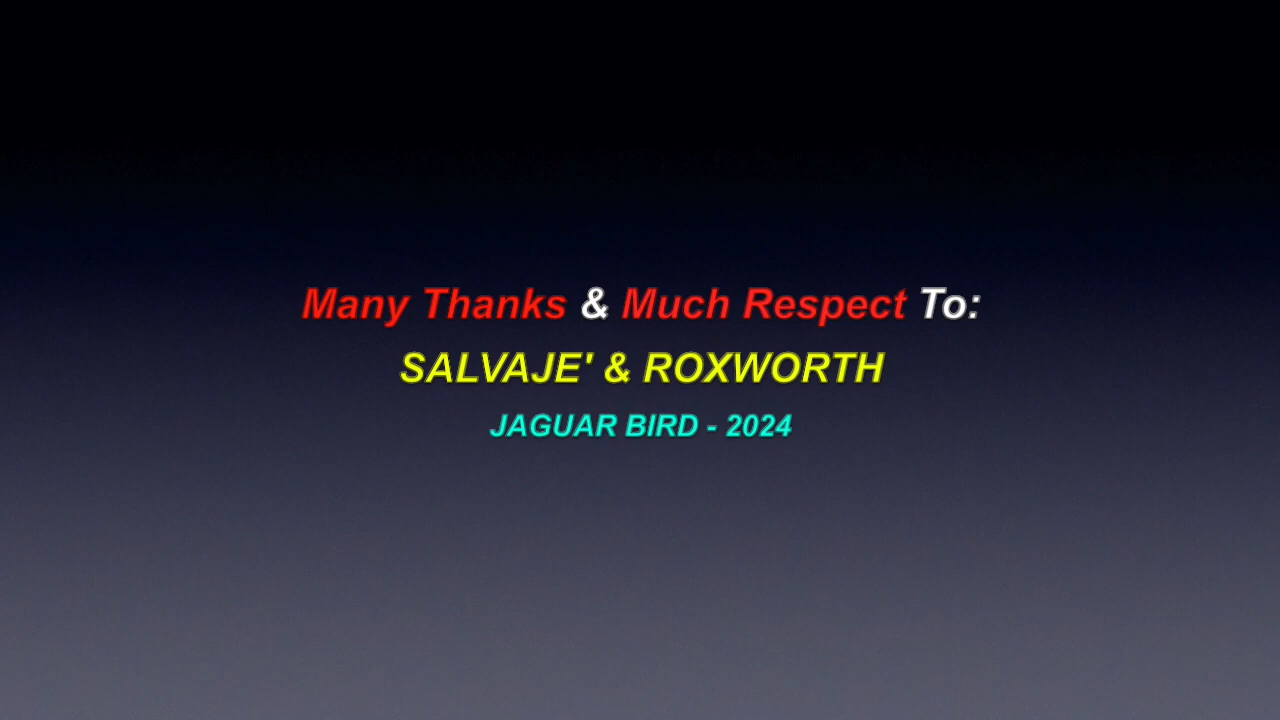 Many Thanks & Much Respect To:
SALVAJE' & ROXWORTH
JAGUAR BIRD - 2024